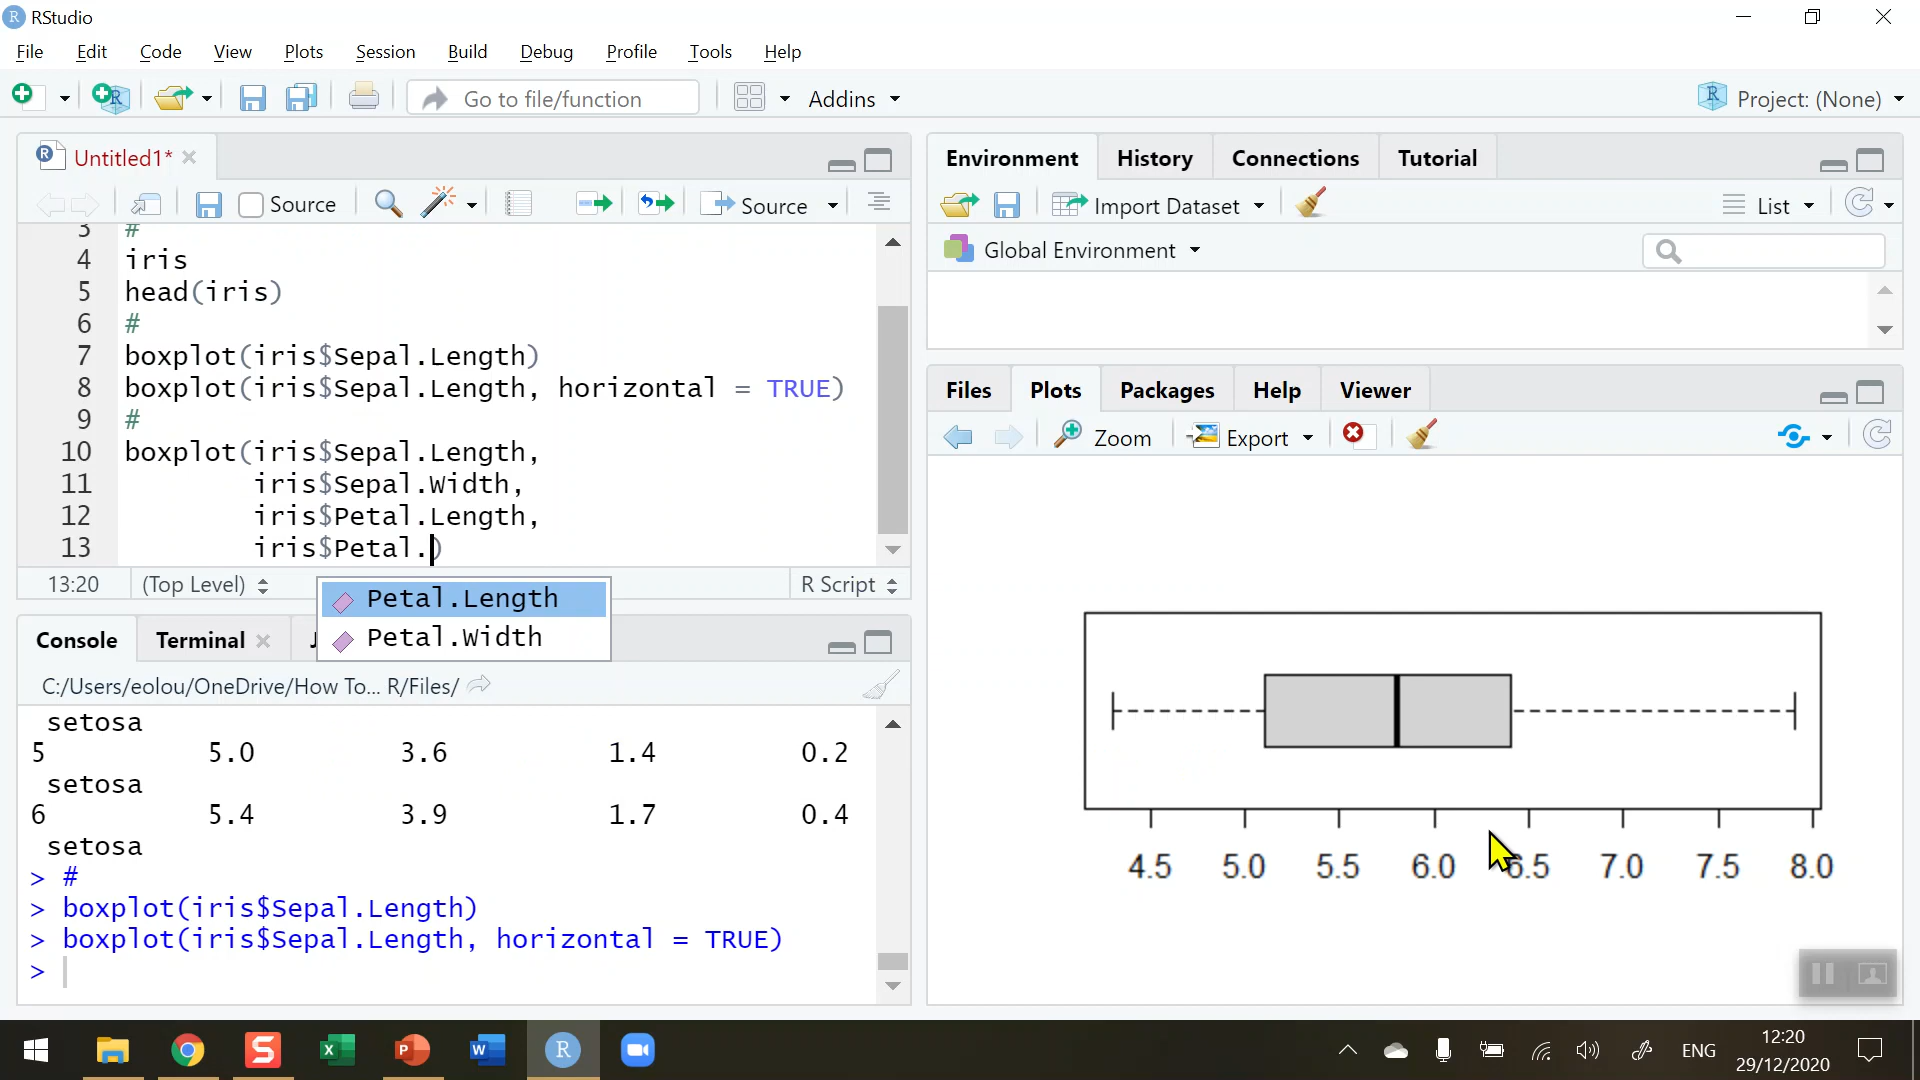 RStudio
File Edit Code View Plots Session Build Debug Profile Tools Help
Go to file/function Addins Project: (None)
Untitled1*
Source Source
3 #
4 iris
5 head(iris)
6 #
7 boxplot(iris$Sepal.Length)
8 boxplot(iris$Sepal.Length, horizontal = TRUE)
9 #
10 boxplot(iris$Sepal.Length,
11 iris$Sepal.Width,
12 iris$Petal.Length,
13 iris$Petal.)
13:20 (Top Level) R Script
Petal.Length
Petal.Width
Console Terminal J
C:/Users/eolou/OneDrive/How To... R/Files/
setosa
5 5.0 3.6 1.4 0.2
setosa
6 5.4 3.9 1.7 0.4
setosa
> #
> boxplot(iris$Sepal.Length)
> boxplot(iris$Sepal.Length, horizontal = TRUE)
>
Environment History Connections Tutorial
Import Dataset List
R Global Environment
Files Plots Packages Help Viewer
Zoom Export
4.5 5.0 5.5 6.0 6.5 7.0 7.5 8.0
ENG
12:20
29/12/2020